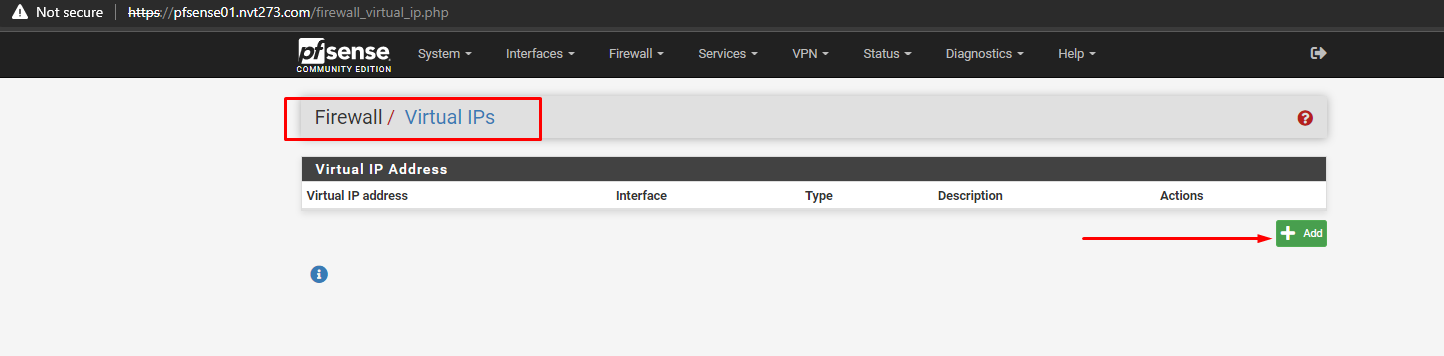 Not secure https://pfsense01.nvt273.com/firewall_virtual_ip.php
pfsense COMMUNITY EDITION System Interfaces Firewall Services VPN Status Diagnostics Help
Firewall / Virtual IPs
Virtual IP Address
Virtual IP address Interface Type Description Actions
Add